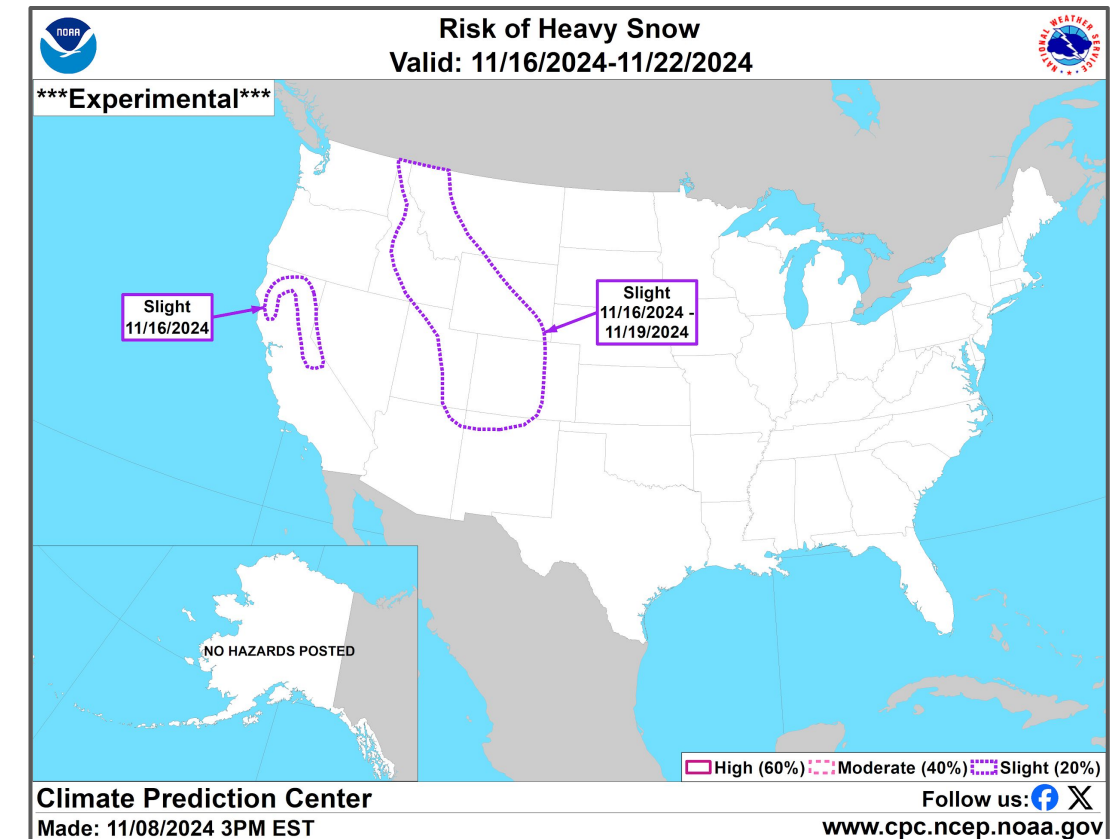 NOAA
Risk of Heavy Snow
Valid: 11/16/2024-11/22/2024
NATIONAL WEATHER SERVICE
***Experimental***
Slight
11/16/2024
Slight
11/16/2024 -
11/19/2024
NO HAZARDS POSTED
High (60%) Moderate (40%) Slight (20%)
Climate Prediction Center
Follow us:
Made: 11/08/2024 3PM EST
www.cpc.ncep.noaa.gov